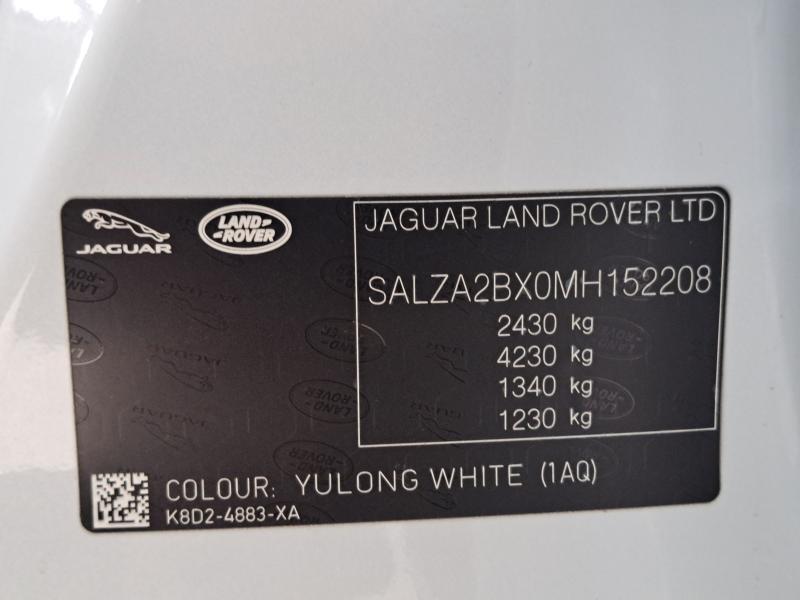 JAGUAR
LAND-
-ROVER
JAGUAR LAND ROVER LTD
SALZA2BX0MH152208
2430 kg
4230 kg
1340 kg
1230 kg
COLOUR: YULONG WHITE (1AQ)
K8D2-4883-XA